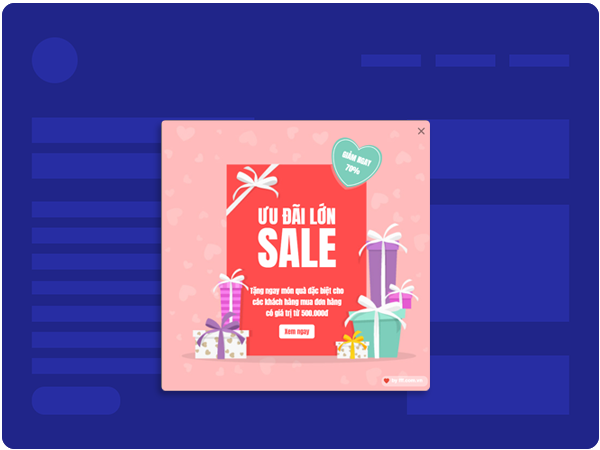 GIẢM NGAY
70%
ƯU ĐÃI LỚN
SALE
Tặng ngay món quà đặc biệt cho
các khách hàng mua đơn hàng
có giá trị từ 500.000đ
Xem ngay